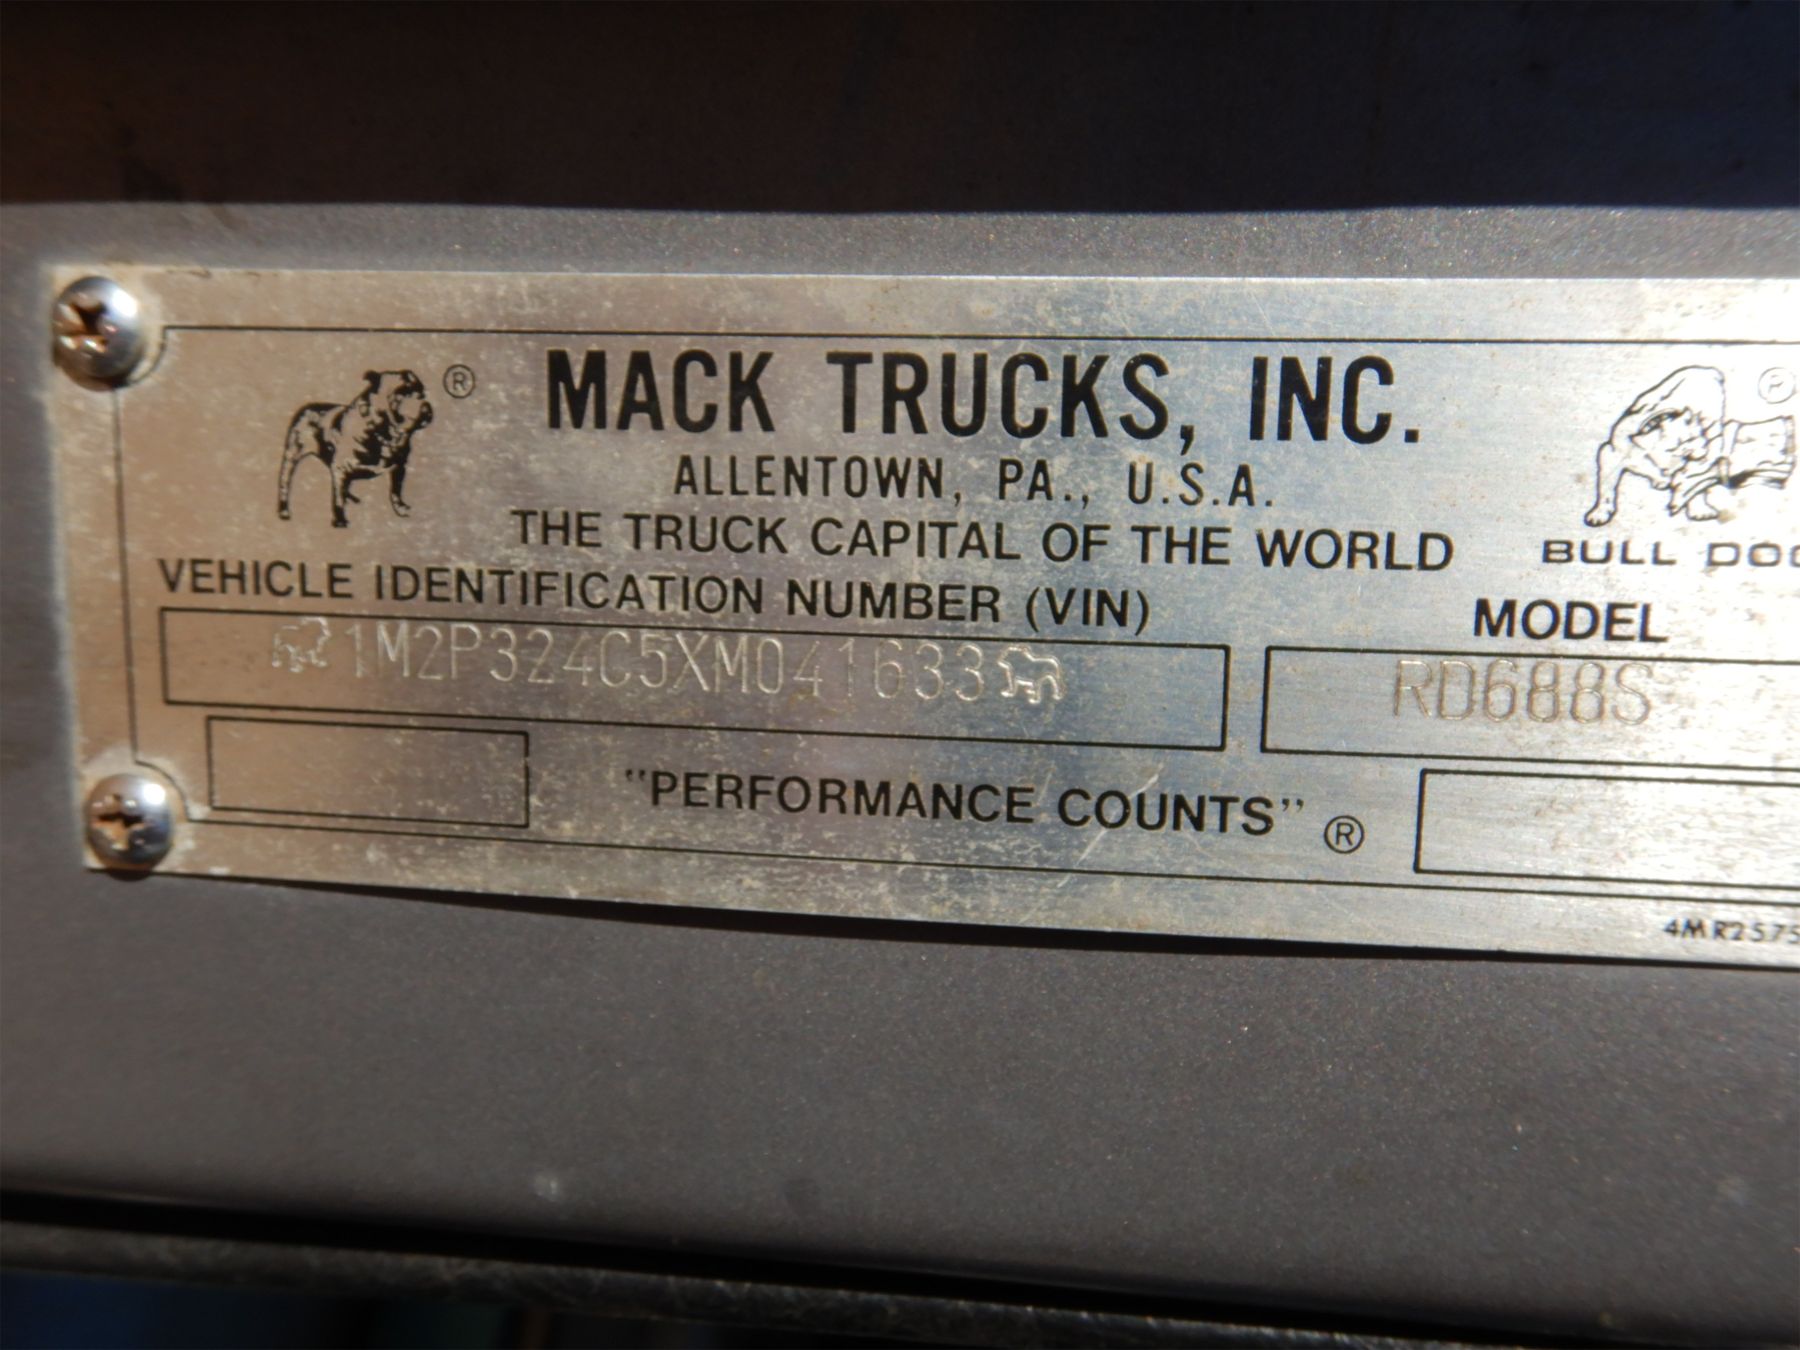 ® MACK TRUCKS, INC. ®
ALLENTOWN, PA., U.S.A.
THE TRUCK CAPITAL OF THE WORLD
BULL DOG
VEHICLE IDENTIFICATION NUMBER (VIN)
MODEL
1M2P324C5XM041633
RD688S
"PERFORMANCE COUNTS" ®
4MR2575